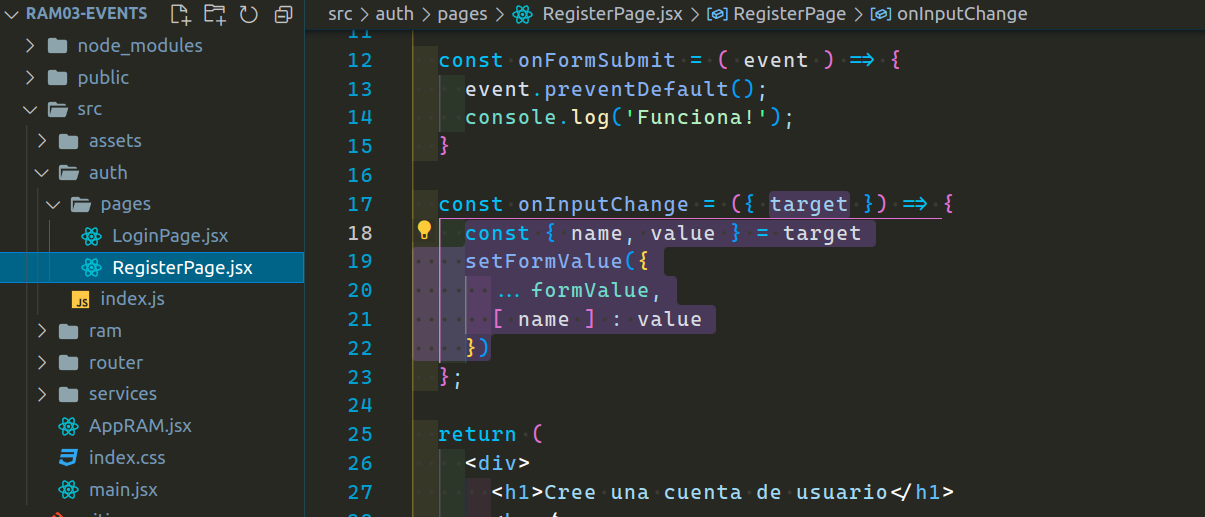 RAM03-EVENTS
node_modules
public
src
assets
auth
pages
LoginPage.jsx
RegisterPage.jsx
JS index.js
ram
router
services
AppRAM.jsx
index.css
main.jsx
src > auth > pages > RegisterPage.jsx > RegisterPage > onInputChange
11
12 const onFormSubmit = ( event ) => {
13 event.preventDefault();
14 console.log('Funciona!');
15 }
16
17 const onInputChange = ({ target }) => {
18 const { name, value } = target
19 setFormValue({
20 ...formValue,
21 [ name ] : value
22 })
23 };
24
25 return (
26 <div>
27 <h1>Cree una cuenta de usuario</h1>